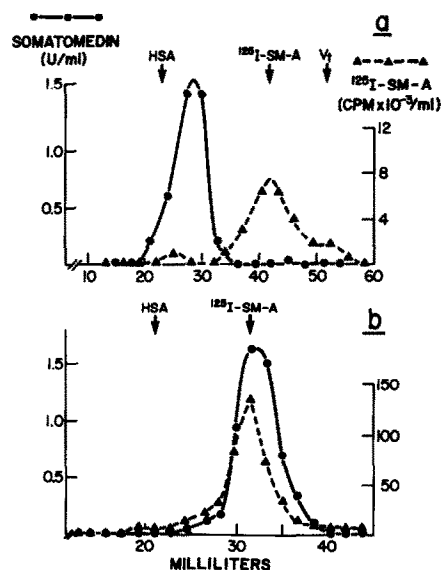 SOMATOMEDIN
(U/ml)
HSA
¹²⁵I-SM-A
Vt
a
¹²⁵I-SM-A
(CPM×10⁻³/ml)
1.5
1.0
0.5
12
8
4
10 20 30 40 50 60
b
HSA
¹²⁵I-SM-A
1.5
1.0
0.5
150
100
50
20 30 40
MILLILITERS